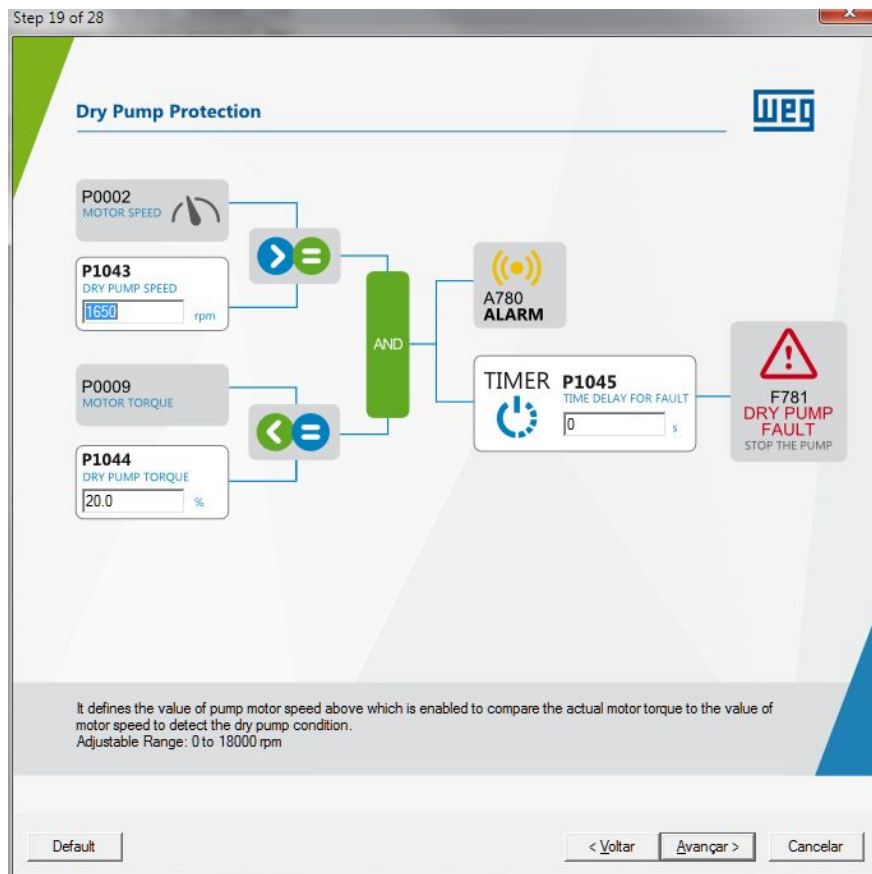 Step 19 of 28
X
Dry Pump Protection
WEG
P0002
MOTOR SPEED
P1043
DRY PUMP SPEED
1650 rpm
> =
P0009
MOTOR TORQUE
P1044
DRY PUMP TORQUE
20.0 %
< =
AND
A780
ALARM
TIMER P1045
TIME DELAY FOR FAULT
0 s
F781
DRY PUMP
FAULT
STOP THE PUMP
It defines the value of pump motor speed above which is enabled to compare the actual motor torque to the value of
motor speed to detect the dry pump condition.
Adjustable Range: 0 to 18000 rpm
Default
< Voltar
Avançar >
Cancelar